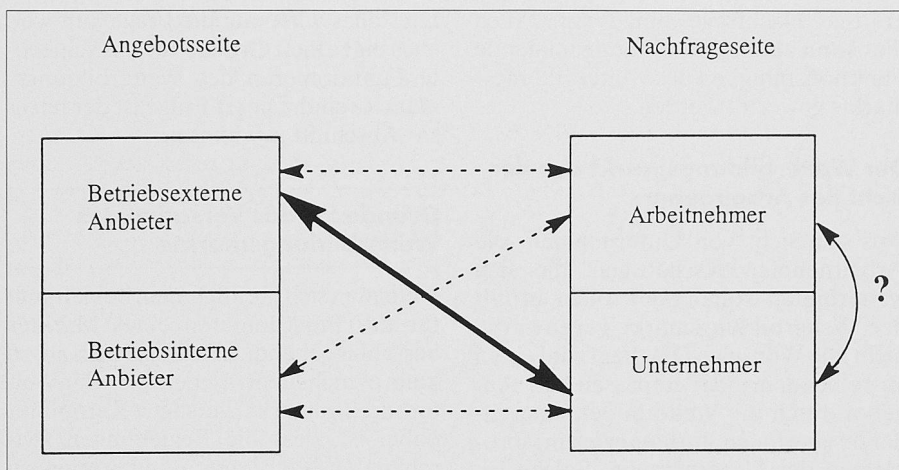 Angebotsseite
Nachfrageseite
Betriebsexterne
Anbieter
Arbeitnehmer
?
Betriebsinterne
Anbieter
Unternehmer